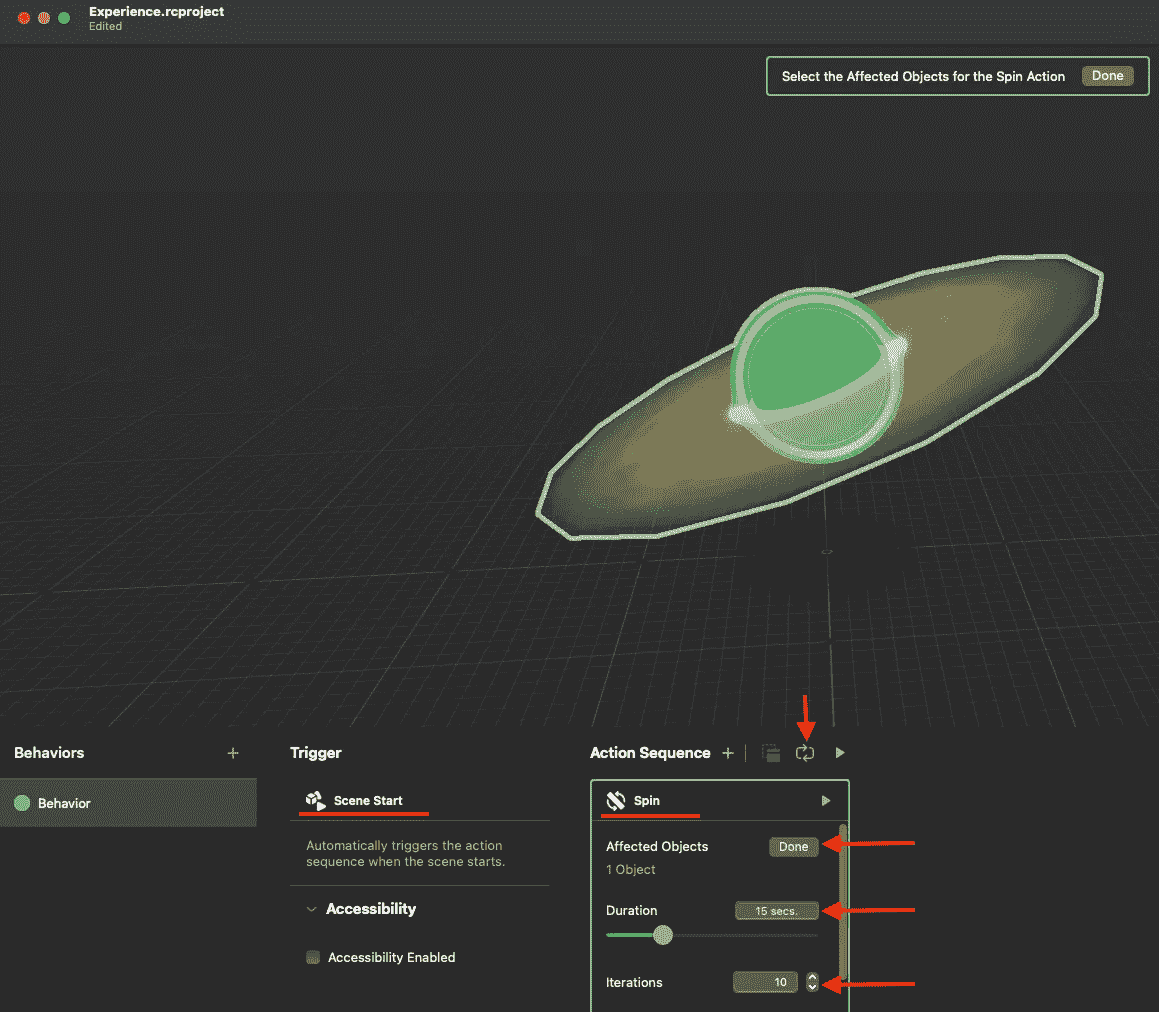 Experience.rcproject
Edited
Select the Affected Objects for the Spin Action Done
Behaviors
Behavior
Trigger
Scene Start
Automatically triggers the action
sequence when the scene starts.
Accessibility
Accessibility Enabled
Action Sequence
Spin
Affected Objects Done
1 Object
Duration 15 secs.
Iterations 10